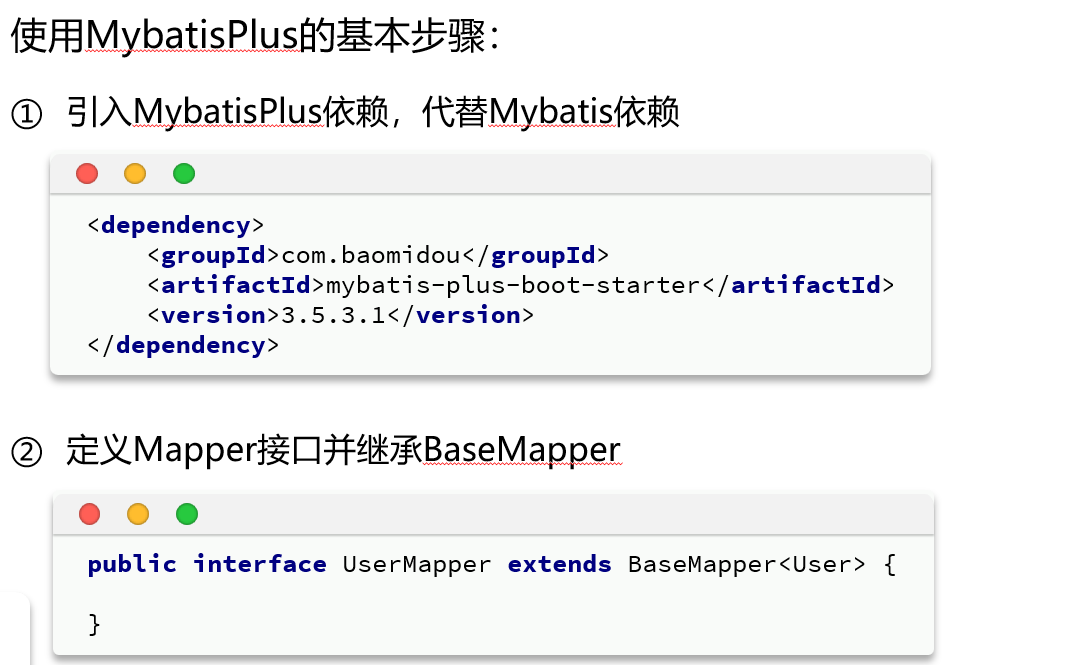 使用MybatisPlus的基本步骤：
① 引入MybatisPlus依赖，代替Mybatis依赖
<dependency>
    <groupId>com.baomidou</groupId>
    <artifactId>mybatis-plus-boot-starter</artifactId>
    <version>3.5.3.1</version>
</dependency>
② 定义Mapper接口并继承BaseMapper
public interface UserMapper extends BaseMapper<User> {
}